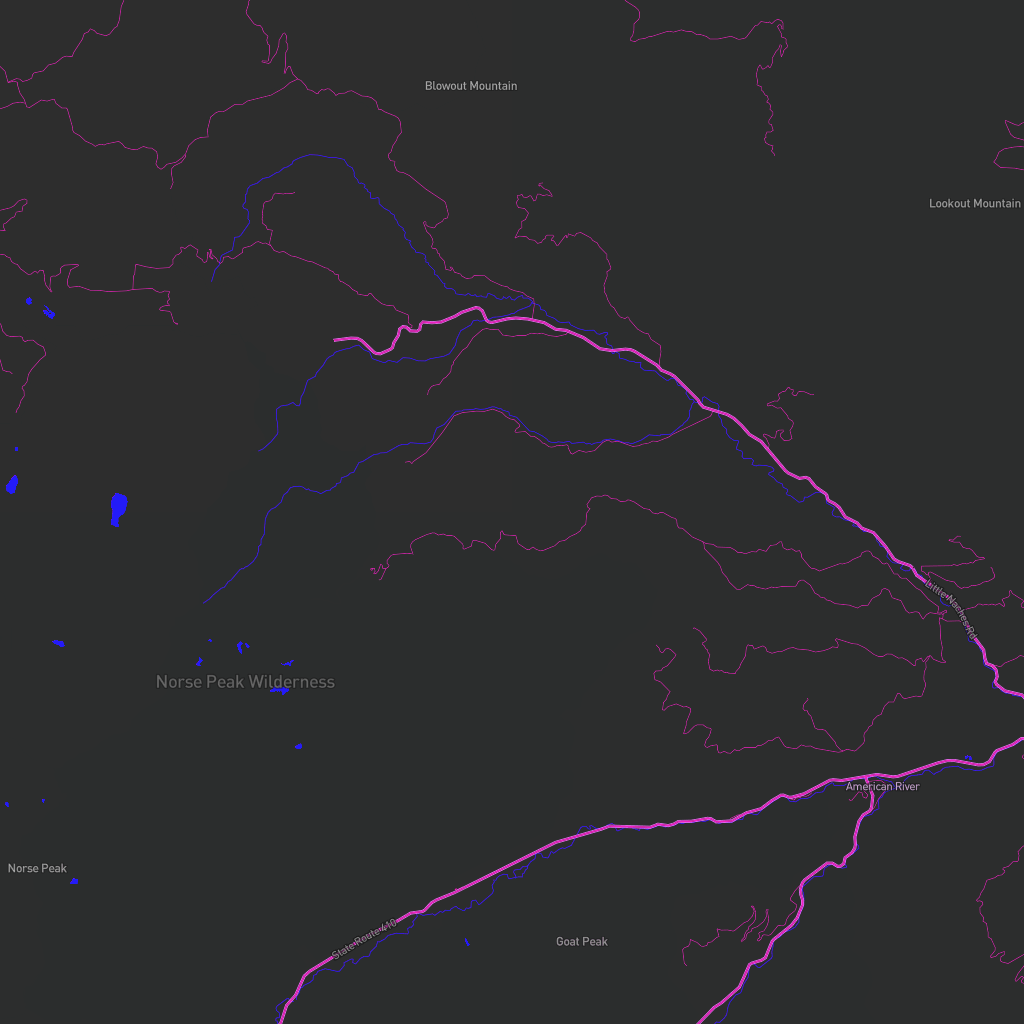 Blowout Mountain
Lookout Mountain
Little Naches Rd
Norse Peak Wilderness
American River
Norse Peak
State Route 410
Goat Peak